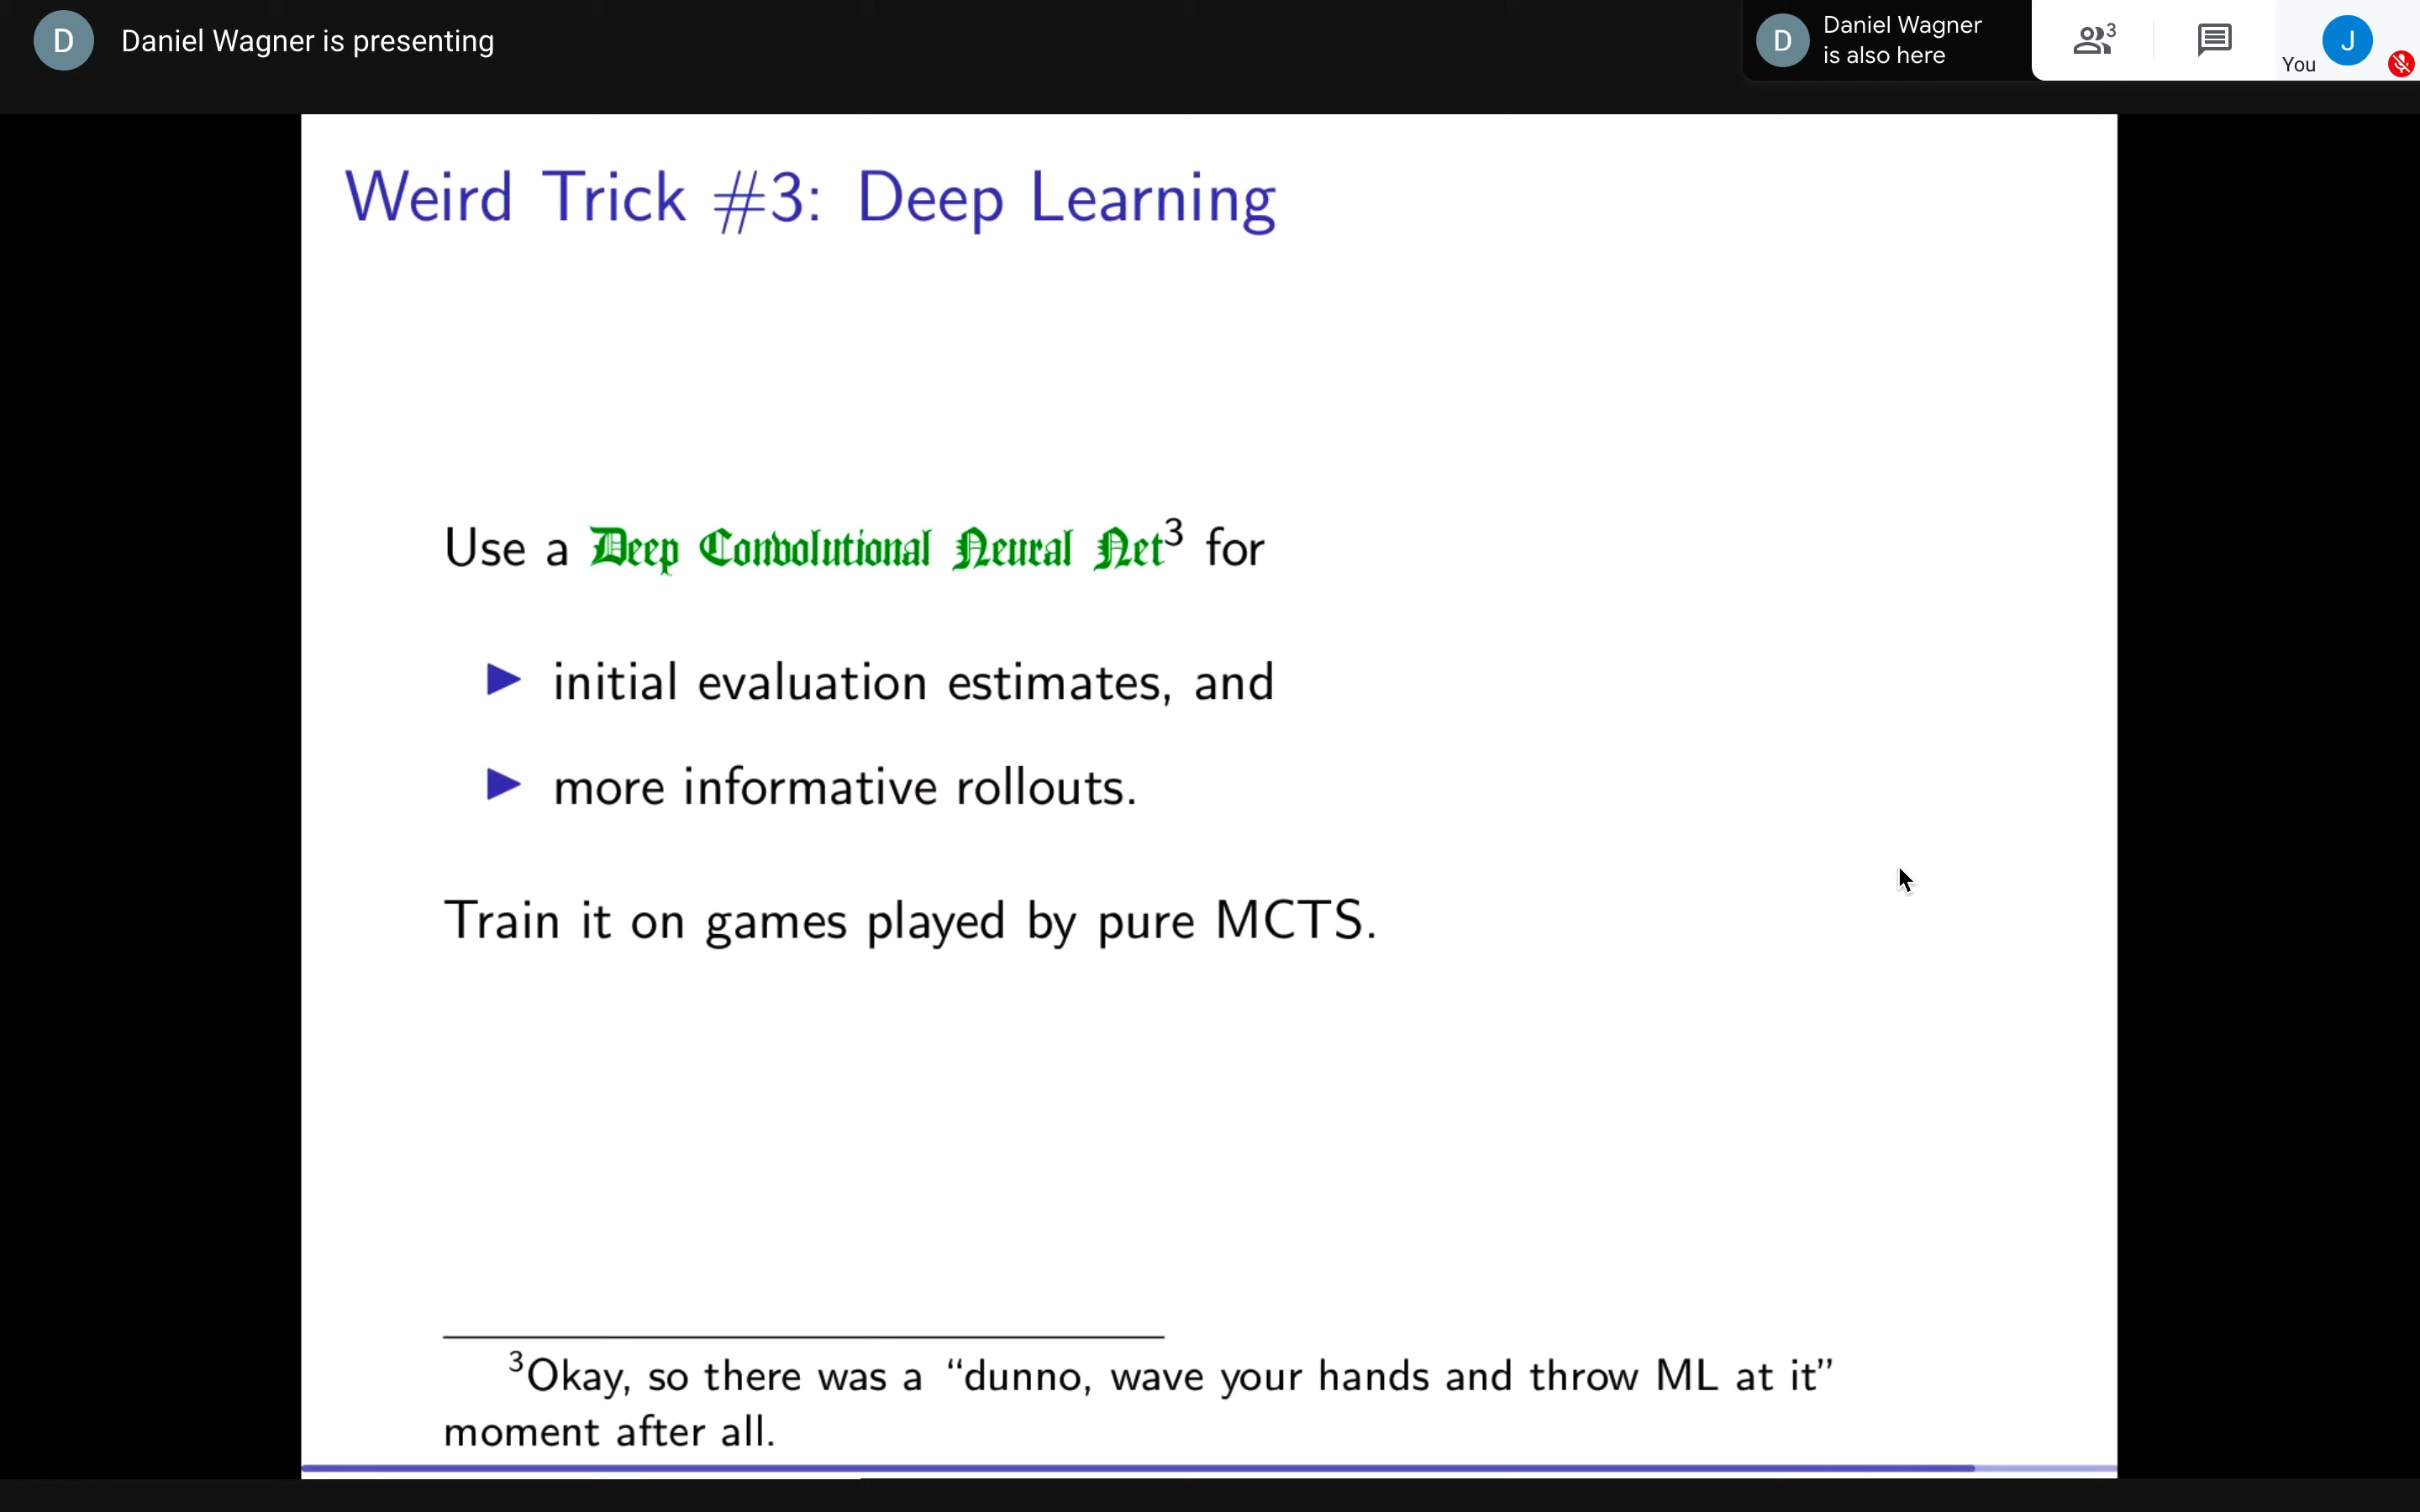 D Daniel Wagner is presenting
D Daniel Wagner
is also here
3
You J
Weird Trick #3: Deep Learning
Use a Deep Convolutional Neural Net³ for
▶ initial evaluation estimates, and
▶ more informative rollouts.
Train it on games played by pure MCTS.
³Okay, so there was a “dunno, wave your hands and throw ML at it”
moment after all.